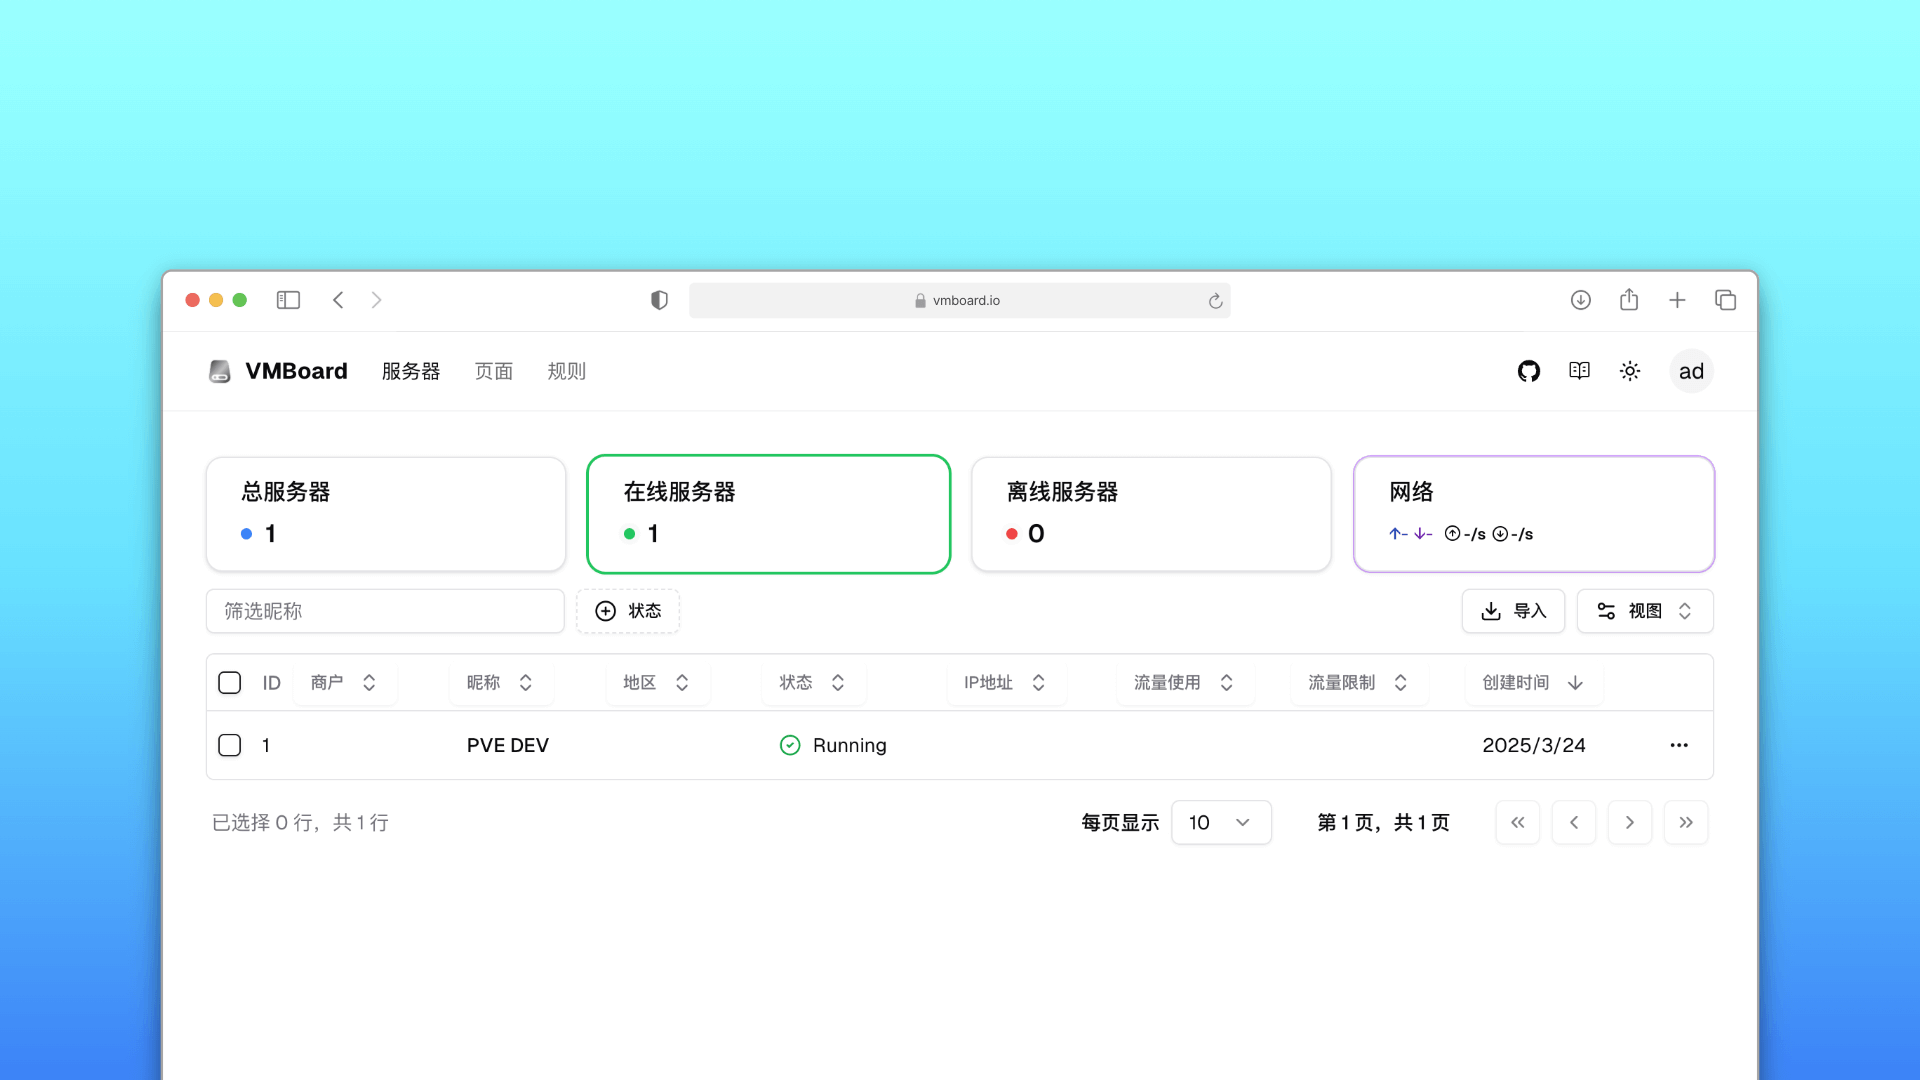 vmboard.io
VMBoard 服务器 页面 规则 ad
总服务器 在线服务器 离线服务器 网络
1 1 0 ↑- ↓- -/s -/s
筛选昵称 状态 导入 视图
ID 商户 昵称 地区 状态 IP地址 流量使用 流量限制 创建时间
1 PVE DEV Running 2025/3/24
已选择 0 行，共 1 行 每页显示 10 第 1 页，共 1 页